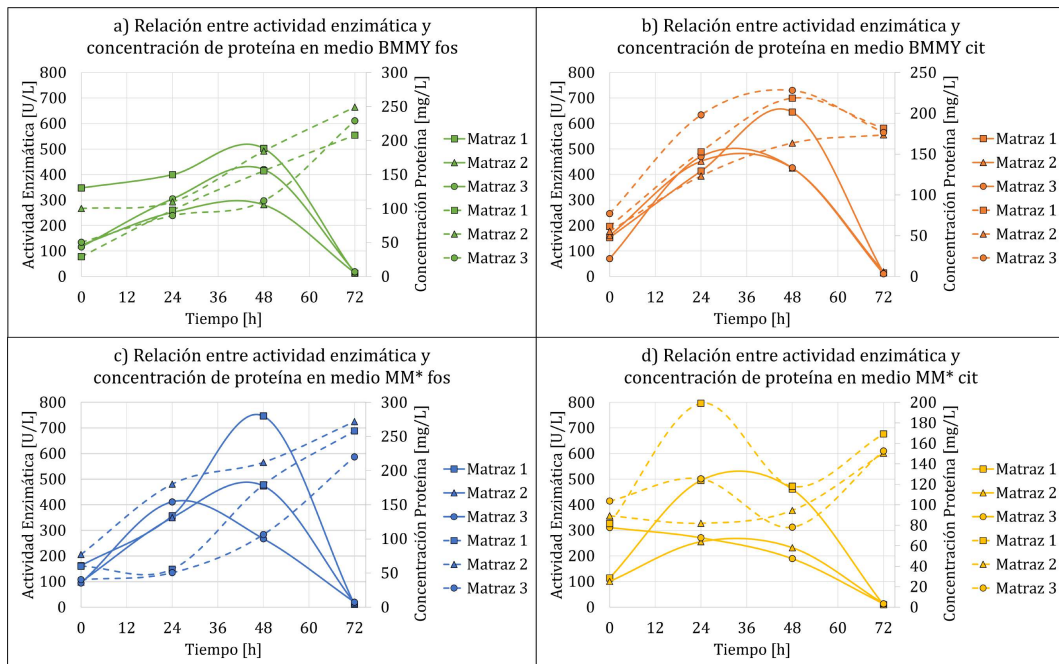 a) Relación entre actividad enzimática y
concentración de proteína en medio BMMY fos
Actividad Enzimática [U/L]
800
700
600
500
400
300
200
100
0
0 12 24 36 48 60 72
Tiempo [h]
300
250
200
150
100
50
0
Concentración Proteína [mg/L]
Matraz 1
Matraz 2
Matraz 3
Matraz 1
Matraz 2
Matraz 3
b) Relación entre actividad enzimática y
concentración de proteína en medio BMMY cit
Actividad Enzimática [U/L]
800
700
600
500
400
300
200
100
0
0 12 24 36 48 60 72
Tiempo [h]
250
200
150
100
50
0
Concentración Proteína [mg/L]
Matraz 1
Matraz 2
Matraz 3
Matraz 1
Matraz 2
Matraz 3
c) Relación entre actividad enzimática y
concentración de proteína en medio MM* fos
Actividad Enzimática [U/L]
800
700
600
500
400
300
200
100
0
0 12 24 36 48 60 72
Tiempo [h]
300
250
200
150
100
50
0
Concentración Proteína [mg/L]
Matraz 1
Matraz 2
Matraz 3
Matraz 1
Matraz 2
Matraz 3
d) Relación entre actividad enzimática y
concentración de proteína en medio MM* cit
Actividad Enzimática [U/L]
800
700
600
500
400
300
200
100
0
0 12 24 36 48 60 72
Tiempo [h]
200
180
160
140
120
100
80
60
40
20
0
Concentración Proteína [mg/L]
Matraz 1
Matraz 2
Matraz 3
Matraz 1
Matraz 2
Matraz 3